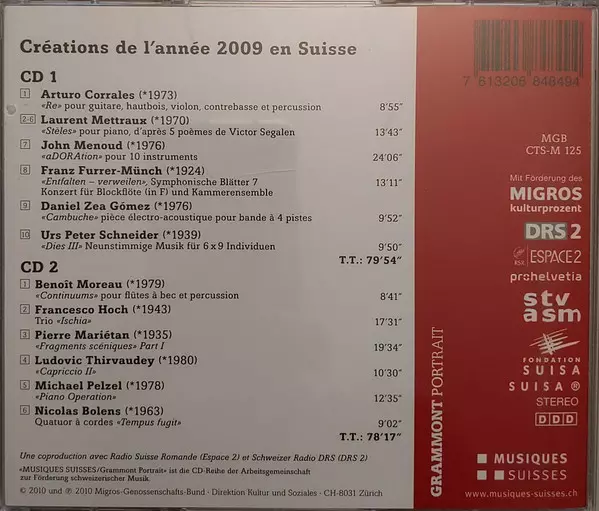 Créations de l'année 2009 en Suisse
CD 1
1 Arturo Corrales (*1973)
«Re» pour guitare, hautbois, violon, contrebasse et percussion 8'55"
2-6 Laurent Mettraux (*1970)
«Stèles» pour piano, d'après 5 poèmes de Victor Segalen 13'43"
7 John Menoud (*1976)
«aDORAtion» pour 10 instruments 24'06"
8 Franz Furrer-Münch (*1924)
«Entfalten – verweilen», Symphonische Blätter 7
Konzert für Blockflöte (in F) und Kammerensemble 13'11"
9 Daniel Zea Gómez (*1976)
«Cambuche» pièce électro-acoustique pour bande à 4 pistes 9'52"
10 Urs Peter Schneider (*1939)
«Dies III» Neunstimmige Musik für 6 x 9 Individuen 9'50"
T.T.: 79'54"
CD 2
1 Benoît Moreau (*1979)
«Continuums» pour flûtes à bec et percussion 8'41"
2 Francesco Hoch (*1943)
Trio «Ischia» 17'31"
3 Pierre Mariétan (*1935)
«Fragments scéniques» Part I 19'34"
4 Ludovic Thirvaudey (*1980)
«Capriccio II» 10'30"
5 Michael Pelzel (*1978)
«Piano Operation» 12'35"
6 Nicolas Bolens (*1963)
Quatuor à cordes «Tempus fugit» 9'02"
T.T.: 78'17"
Une coproduction avec Radio Suisse Romande (Espace 2) et Schweizer Radio DRS (DRS 2)
«MUSIQUES SUISSES/Grammont Portrait» ist die CD-Reihe der Arbeitsgemeinschaft
zur Förderung schweizerischer Musik.
© 2010 und ℗ 2010 Migros-Genossenschafts-Bund · Direktion Kultur und Soziales · CH-8031 Zürich
GRAMMONT PORTRAIT
7 613206 848494
MGB
CTS-M 125
Mit Förderung des
MIGROS
kulturprozent
DRS 2
RSR ESPACE 2
prohelvetia
stv
asm
FONDATION
SUISA
SUISA ®
STEREO
DDD
MUSIQUES
SUISSES
www.musiques-suisses.ch